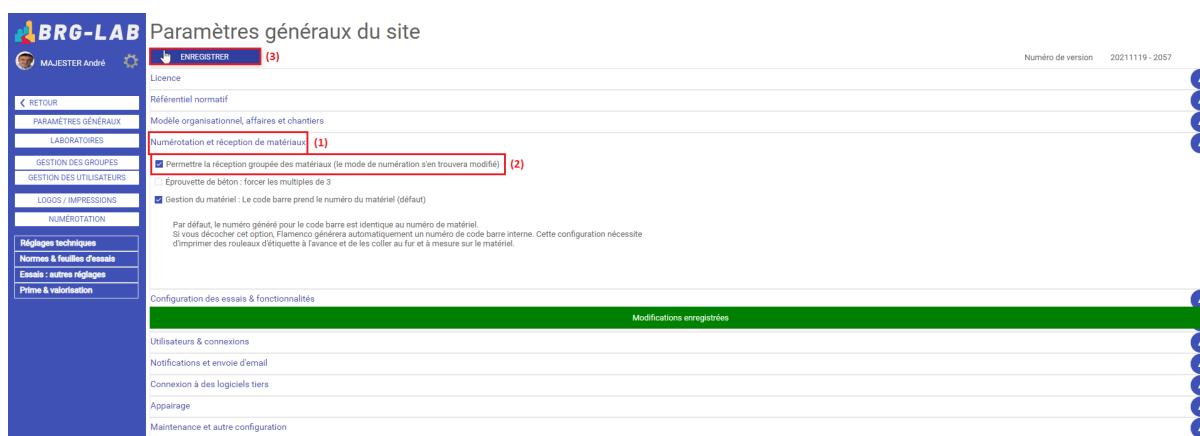 BRG-LAB
MAJESTER André
RETOUR
PARAMÈTRES GÉNÉRAUX
LABORATOIRES
GESTION DES GROUPES
GESTION DES UTILISATEURS
LOGOS / IMPRESSIONS
NUMÉROTATION
Réglages techniques
Normes & feuilles d'essais
Essais : autres réglages
Prime & valorisation
Paramètres généraux du site
ENREGISTRER (3)
Numéro de version 20211119 - 2057
Licence
Référentiel normatif
Modèle organisationnel, affaires et chantiers
Numérotation et réception de matériaux (1)
Permettre la réception groupée des matériaux (le mode de numération s'en trouvera modifié) (2)
Éprouvette de béton : forcer les multiples de 3
Gestion du matériel : Le code barre prend le numéro du matériel (défaut)
Par défaut, le numéro généré pour le code barre est identique au numéro de matériel.
Si vous décocher cet option, Flamenco générera automatiquement un numéro de code barre interne. Cette configuration nécessite
d'imprimer des rouleaux d'étiquette à l'avance et de les coller au fur et à mesure sur le matériel.
Configuration des essais & fonctionnalités
Modifications enregistrées
Utilisateurs & connexions
Notifications et envoie d'email
Connexion à des logiciels tiers
Appairage
Maintenance et autre configuration